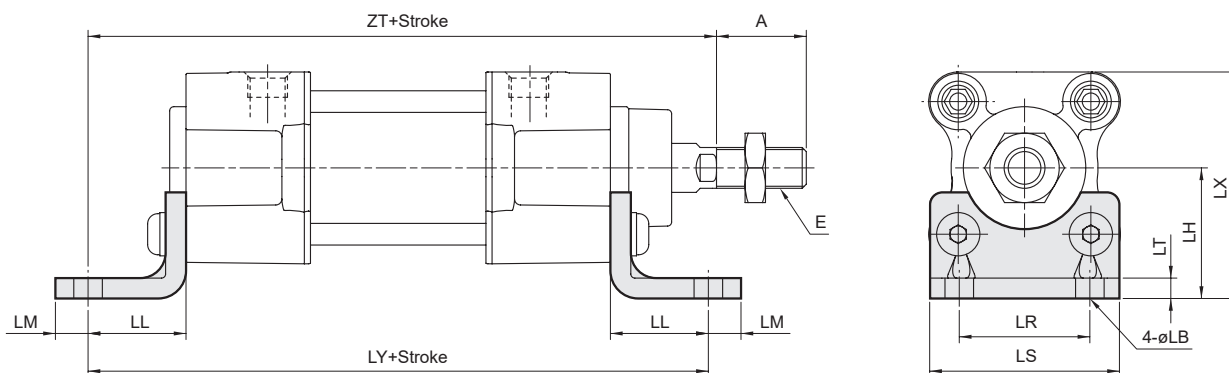 ZT+Stroke
A
E
LM
LL
LL
LM
LY+Stroke
LX
LH
LT
LR
4-øLB
LS